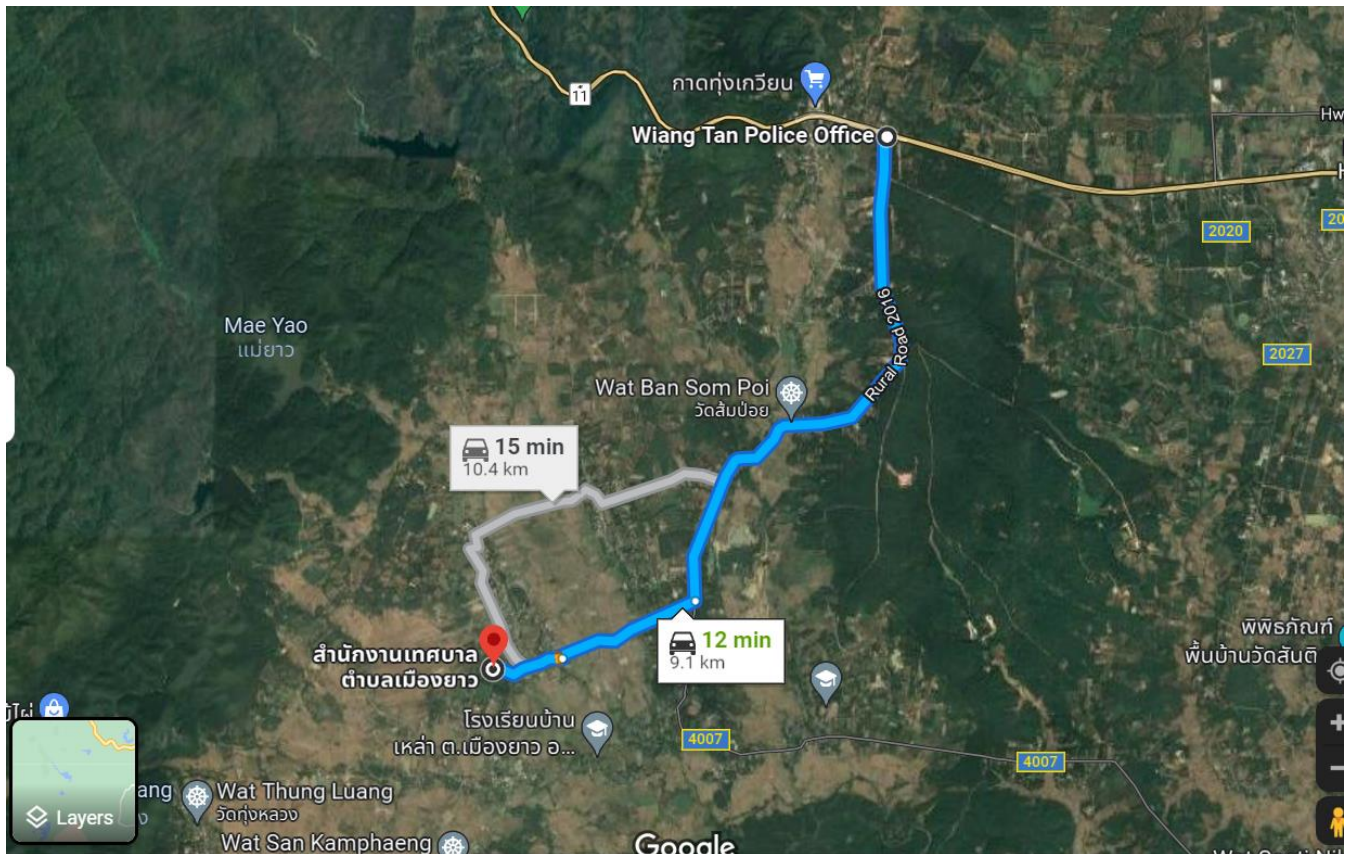 11
กาดทุ่งเกวียน
Wiang Tan Police Office
Hw
2020
20
Rural Road 2016
Mae Yao
แม่ยาว
2027
Wat Ban Som Poi
วัดส้มป่อย
15 min
10.4 km
12 min
9.1 km
สำนักงานเทศบาล
ตำบลเมืองยาว
พิพิธภัณฑ์
พื้นบ้านวัดสันติ
โรงเรียนบ้าน
เหล่า ต.เมืองยาว อ...
4007
4007
Layers
ang
Wat Thung Luang
วัดทุ่งหลวง
Wat San Kamphaeng
Google